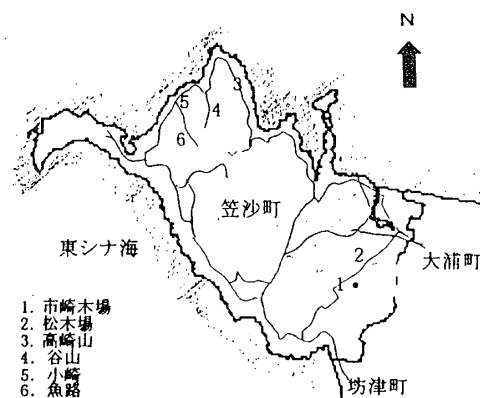 N
3
5
4
6
笠沙町
東シナ海
2
大浦町
1
1. 市崎木場
2. 松木場
3. 高崎山
4. 谷山
5. 小崎
6. 魚路
坊津町